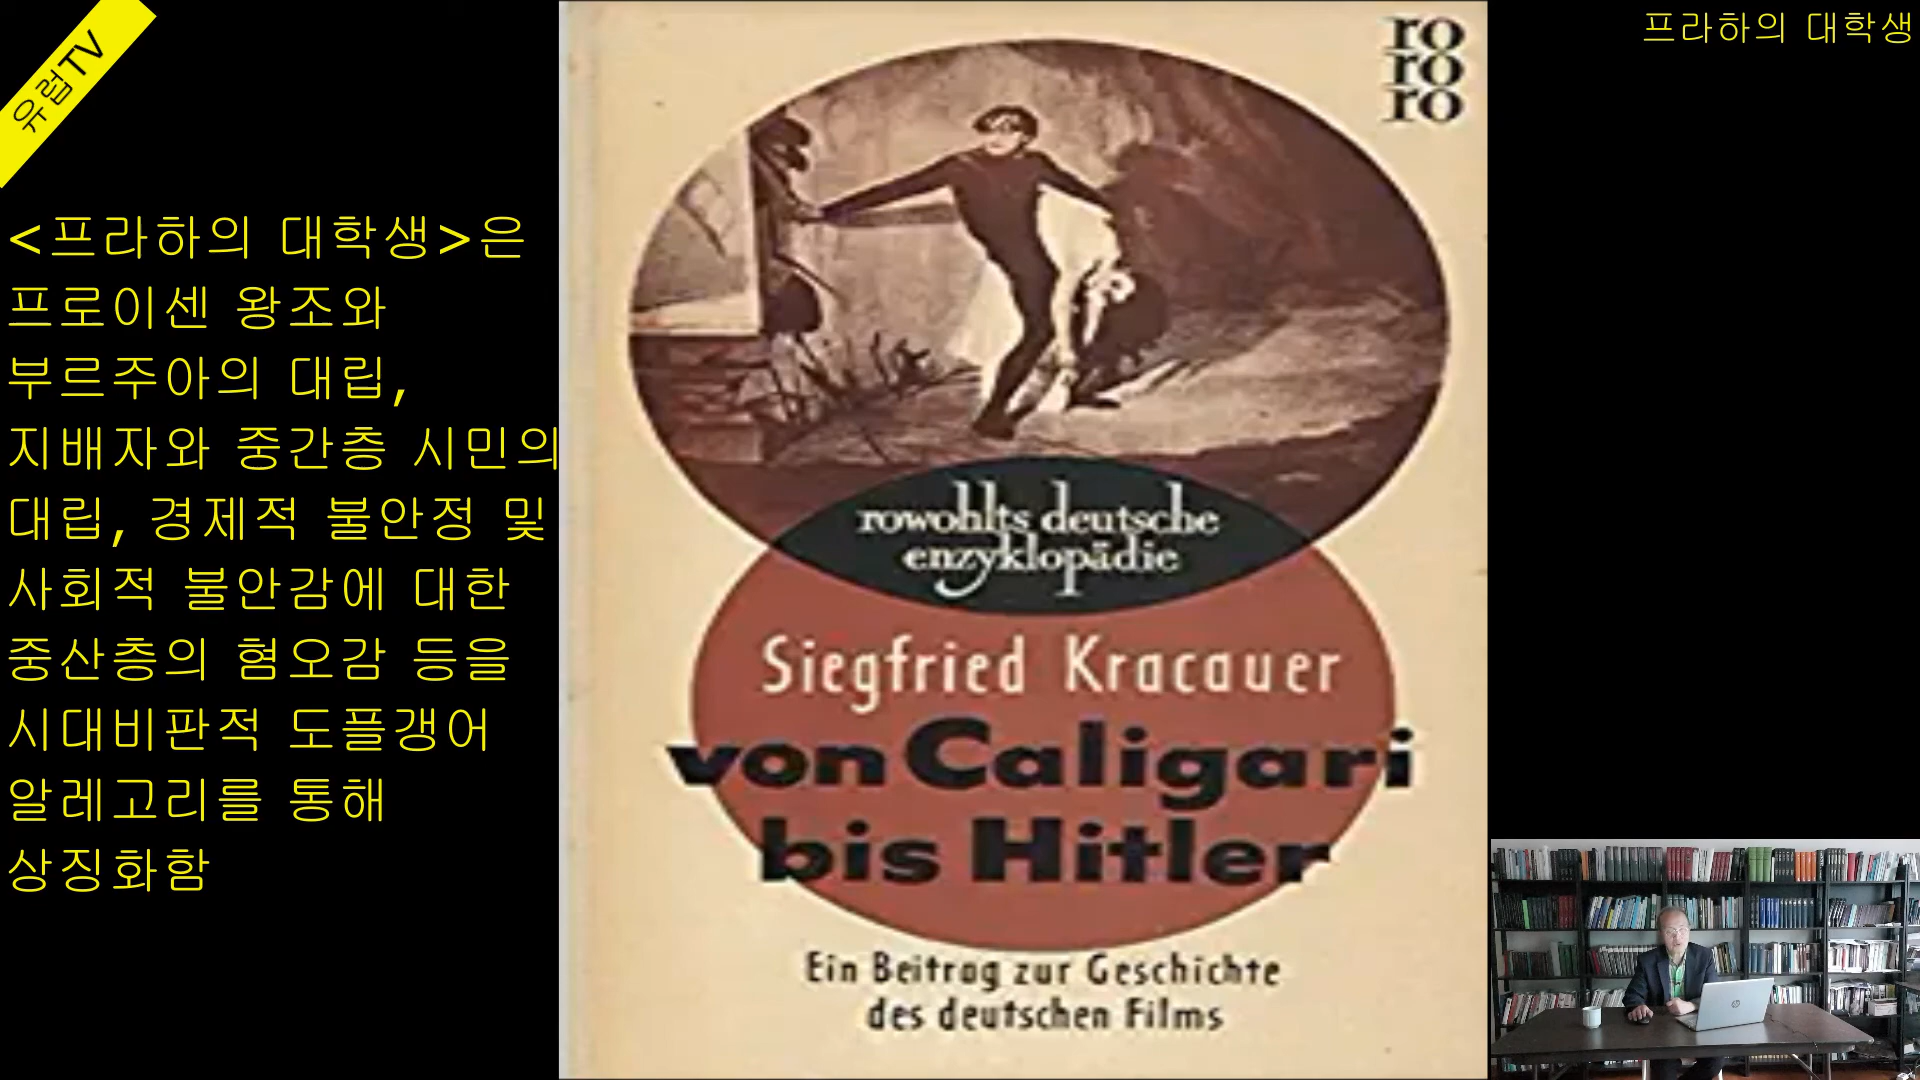 유럽TV
프라하의 대학생
<프라하의 대학생>은
프로이센 왕조와
부르주아의 대립,
지배자와 중간층 시민의
대립, 경제적 불안정 및
사회적 불안감에 대한
중산층의 혐오감 등을
시대비판적 도플갱어
알레고리를 통해
상징화함
ro
ro
ro
rowohlts deutsche
enzyklopädie
Siegfried Kracauer
von Caligari
bis Hitler
Ein Beitrag zur Geschichte
des deutschen Films